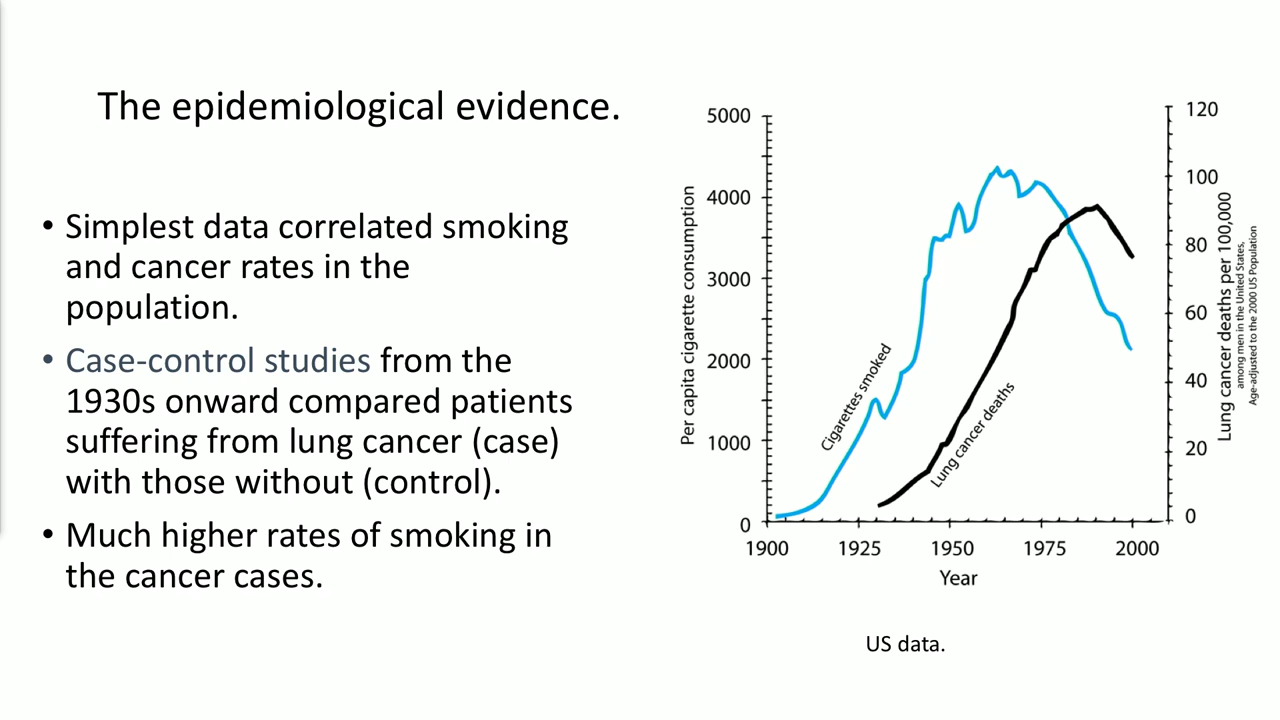 The epidemiological evidence.
• Simplest data correlated smoking
and cancer rates in the
population.
• Case-control studies from the
1930s onward compared patients
suffering from lung cancer (case)
with those without (control).
• Much higher rates of smoking in
the cancer cases.
Per capita cigarette consumption
5000
4000
3000
2000
1000
0
Cigarettes smoked
Lung cancer deaths
120
100
80
60
40
20
0
Lung cancer deaths per 100,000
among men in the United States,
Age-adjusted to the 2000 US Population
1900 1925 1950 1975 2000
Year
US data.